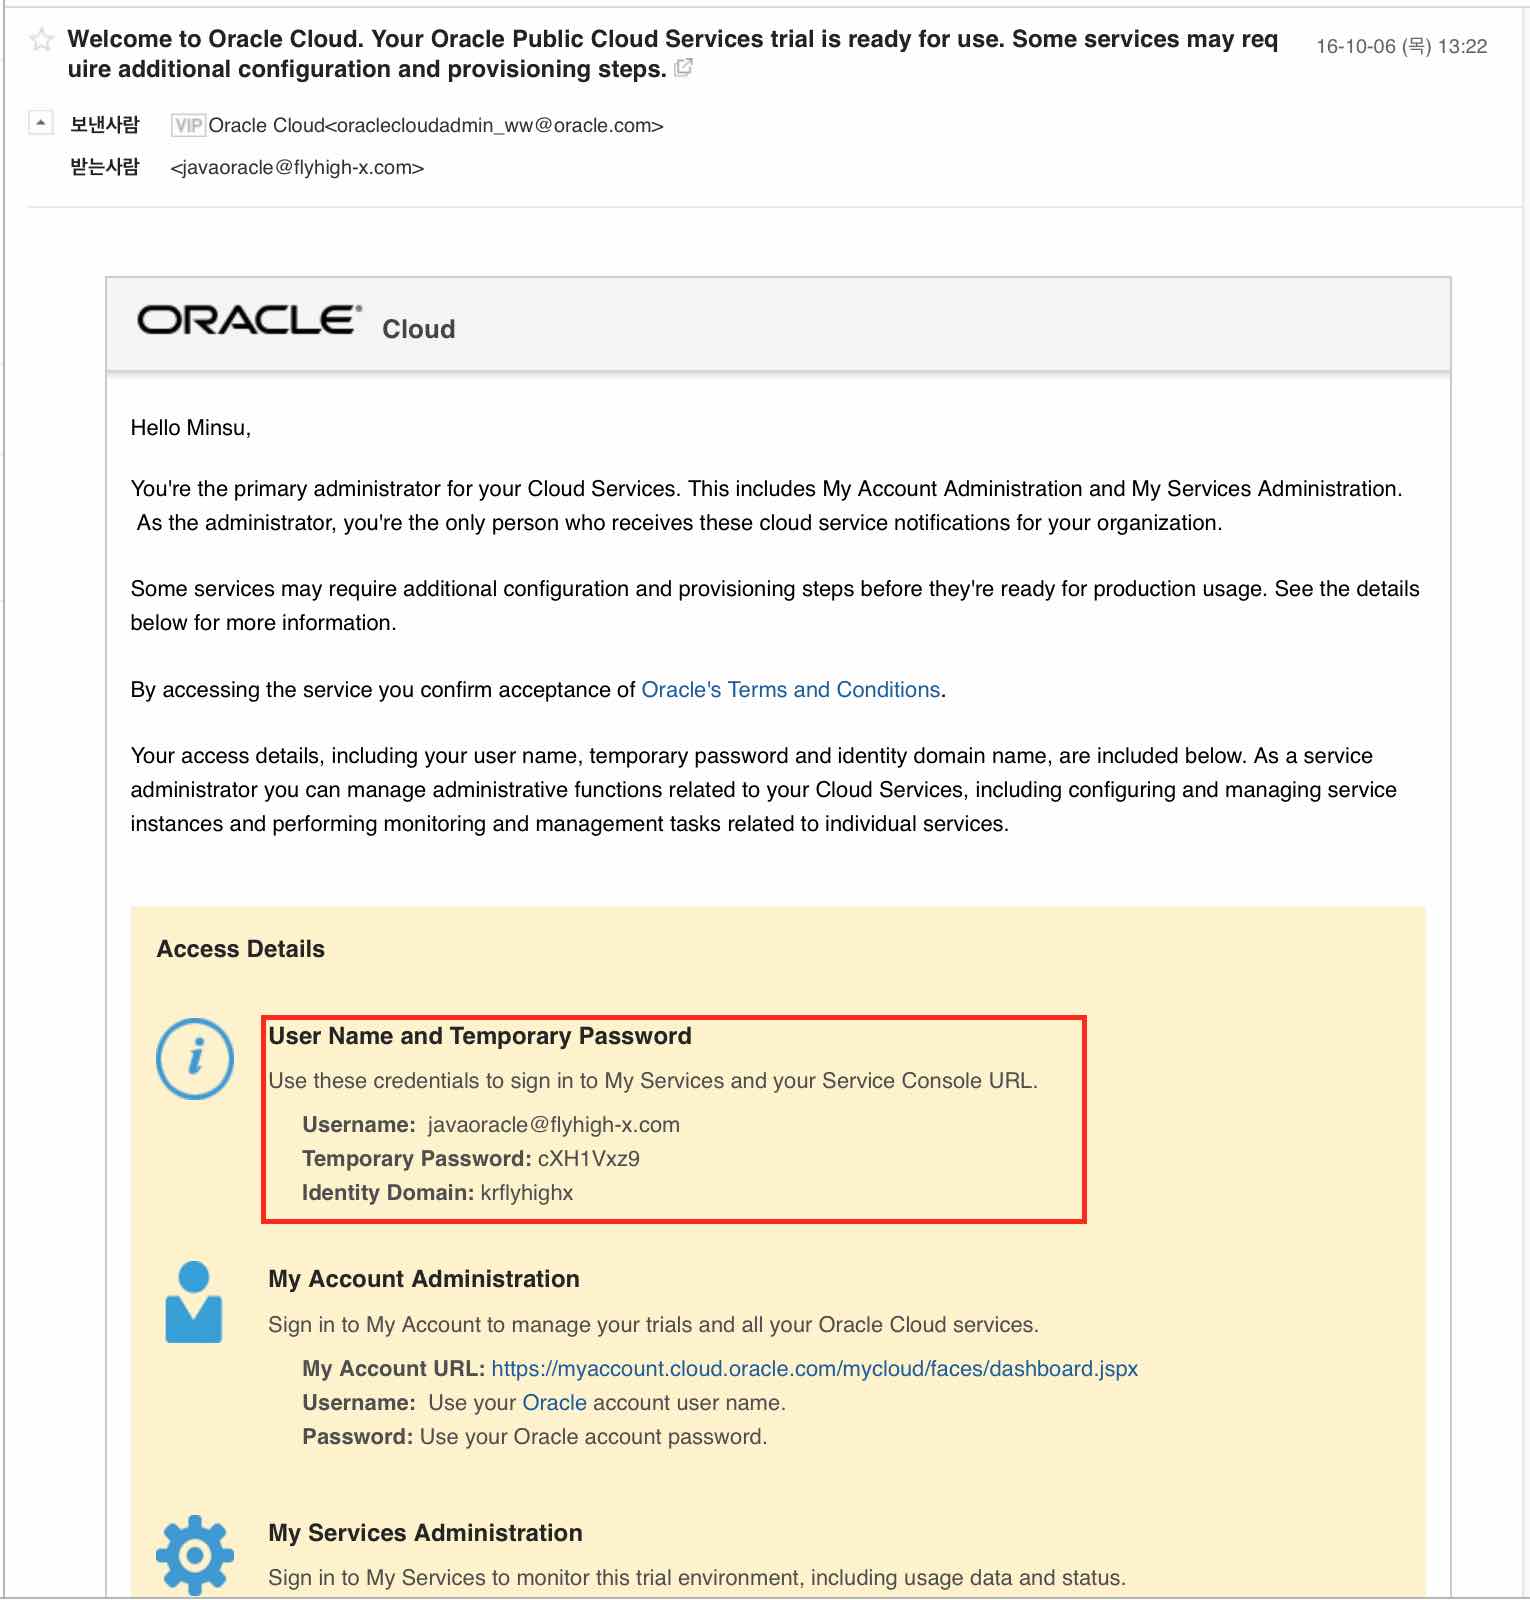 Welcome to Oracle Cloud. Your Oracle Public Cloud Services trial is ready for use. Some services may req
uire additional configuration and provisioning steps.
16-10-06 (목) 13:22
보낸사람 VIP Oracle Cloud<oraclecloudadmin_ww@oracle.com>
받는사람 <javaoracle@flyhigh-x.com>
ORACLE® Cloud
Hello Minsu,
You're the primary administrator for your Cloud Services. This includes My Account Administration and My Services Administration.
As the administrator, you're the only person who receives these cloud service notifications for your organization.
Some services may require additional configuration and provisioning steps before they're ready for production usage. See the details
below for more information.
By accessing the service you confirm acceptance of Oracle's Terms and Conditions.
Your access details, including your user name, temporary password and identity domain name, are included below. As a service
administrator you can manage administrative functions related to your Cloud Services, including configuring and managing service
instances and performing monitoring and management tasks related to individual services.
Access Details
i
User Name and Temporary Password
Use these credentials to sign in to My Services and your Service Console URL.
Username: javaoracle@flyhigh-x.com
Temporary Password: cXH1Vxz9
Identity Domain: krflyhighx
My Account Administration
Sign in to My Account to manage your trials and all your Oracle Cloud services.
My Account URL: https://myaccount.cloud.oracle.com/mycloud/faces/dashboard.jspx
Username: Use your Oracle account user name.
Password: Use your Oracle account password.
My Services Administration
Sign in to My Services to monitor this trial environment, including usage data and status.